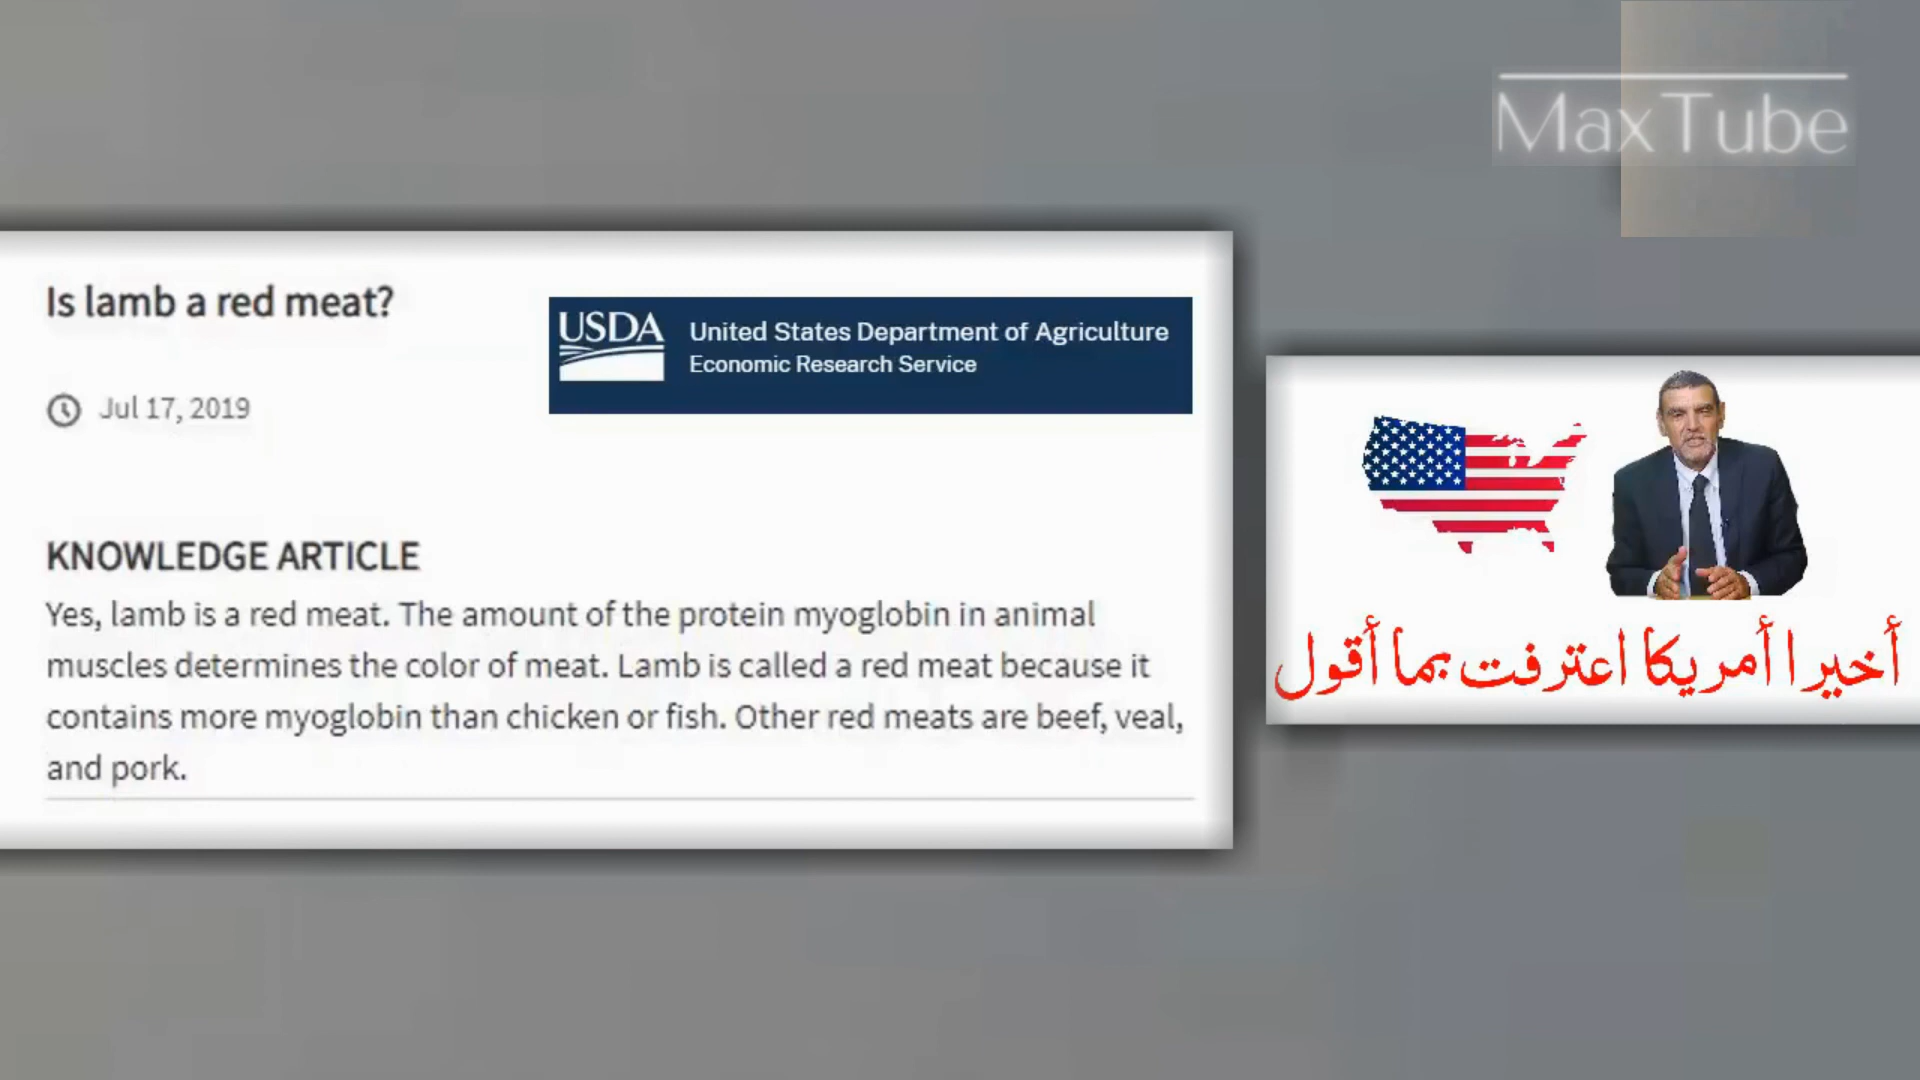 MaxTube
Is lamb a red meat?
USDA
United States Department of Agriculture
Economic Research Service
Jul 17, 2019
KNOWLEDGE ARTICLE
Yes, lamb is a red meat. The amount of the protein myoglobin in animal
muscles determines the color of meat. Lamb is called a red meat because it
contains more myoglobin than chicken or fish. Other red meats are beef, veal,
and pork.
أخيرا أمريكا اعترفت بما أقول